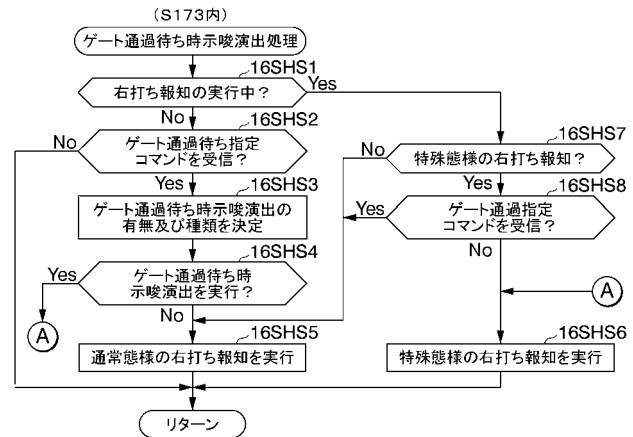 （S173内）
ゲート通過待ち時示唆演出処理
16SHS1
右打ち報知の実行中？
Yes
No
16SHS2
ゲート通過待ち指定
コマンドを受信？
No
Yes
16SHS3
ゲート通過待ち時示唆演出の
有無及び種類を決定
16SHS4
ゲート通過待ち時
示唆演出を実行？
Yes
A
No
16SHS5
通常態様の右打ち報知を実行
16SHS7
特殊態様の右打ち報知？
No
Yes
16SHS8
ゲート通過指定
コマンドを受信？
Yes
No
A
16SHS6
特殊態様の右打ち報知を実行
リターン